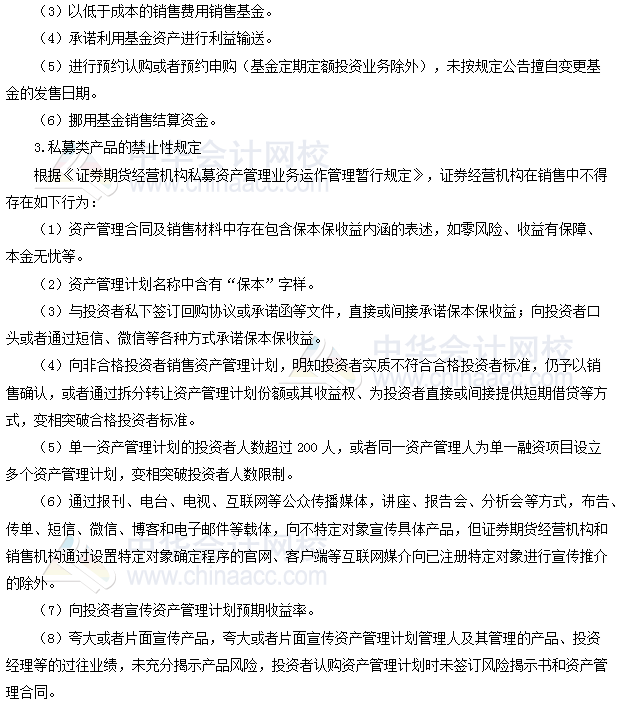 （3）以低于成本的销售费用销售基金。
（4）承诺利用基金资产进行利益输送。
（5）进行预约认购或者预约申购（基金定期定额投资业务除外），未按规定公告擅自变更基
金的发售日期。
（6）挪用基金销售结算资金。
3.私募类产品的禁止性规定
根据《证券期货经营机构私募资产管理业务运作管理暂行规定》，证券经营机构在销售中不得
存在如下行为：
（1）资产管理合同及销售材料中存在包含保本保收益内涵的表述，如零风险、收益有保障、
本金无忧等。
（2）资产管理计划名称中含有“保本”字样。
（3）与投资者私下签订回购协议或承诺函等文件，直接或间接承诺保本保收益；向投资者口
头或者通过短信、微信等各种方式承诺保本保收益。
（4）向非合格投资者销售资产管理计划，明知投资者实质不符合合格投资者标准，仍予以销
售确认，或者通过拆分转让资产管理计划份额或其收益权、为投资者直接或间接提供短期借贷等方
式，变相突破合格投资者标准。
（5）单一资产管理计划的投资者人数超过 200 人，或者同一资产管理人为单一融资项目设立
多个资产管理计划，变相突破投资者人数限制。
（6）通过报刊、电台、电视、互联网等公众传播媒体，讲座、报告会、分析会等方式，布告、
传单、短信、微信、博客和电子邮件等载体，向不特定对象宣传具体产品，但证券期货经营机构和
销售机构通过设置特定对象确定程序的官网、客户端等互联网媒介向已注册特定对象进行宣传推介
的除外。
（7）向投资者宣传资产管理计划预期收益率。
（8）夸大或者片面宣传产品，夸大或者片面宣传资产管理计划管理人及其管理的产品、投资
经理等的过往业绩，未充分揭示产品风险，投资者认购资产管理计划时未签订风险揭示书和资产管
理合同。
中华会计网校
www.chinaacc.com
中华会计网校
www.chinaacc.com
中华会计网校
www.chinaacc.com